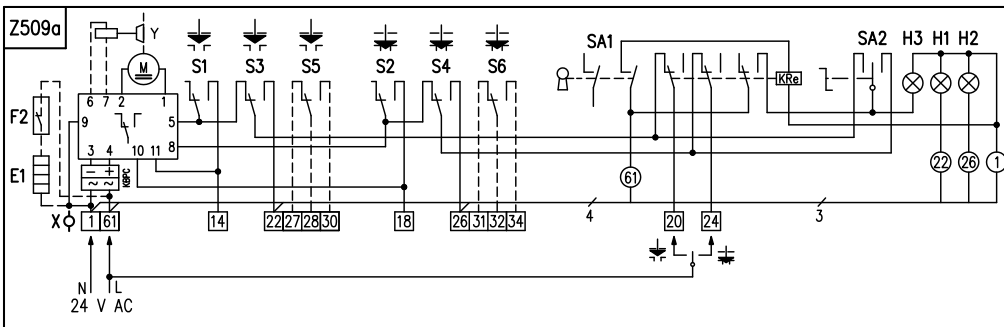 Z509a
Y
M
S1 S3 S5 S2 S4 S6
SA1
KRe
SA2 H3 H1 H2
F2
E1
6 7 2 1
9 5
8
3 4 10 11
− +
~ ~
KBPC
61 22 26 1
X 1 61 14 22 27 28 30 18 26 31 32 34 20 24
4 3
N L
24 V AC